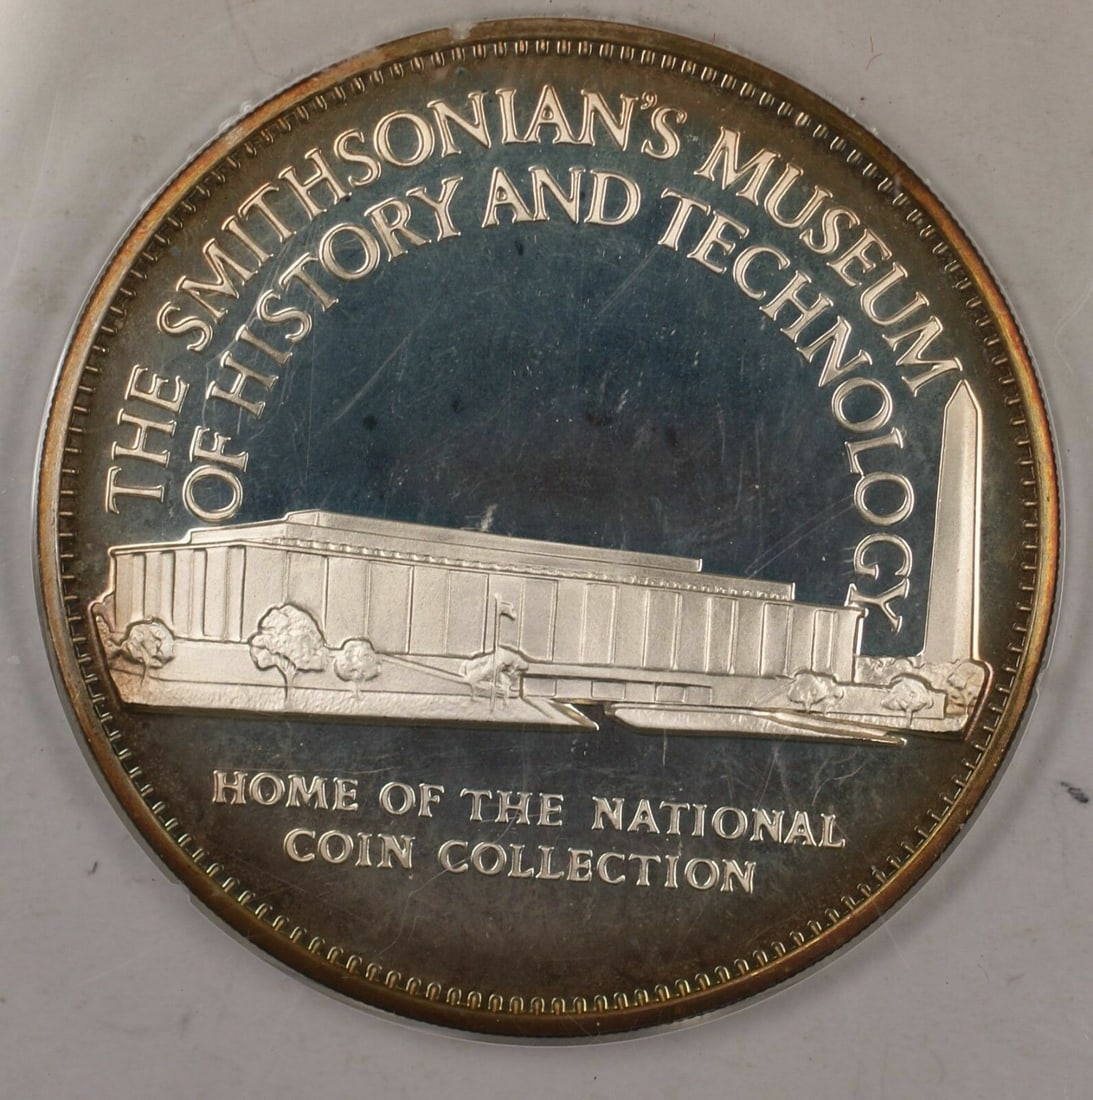 THE SMITHSONIAN'S MUSEUM
OF HISTORY AND TECHNOLOGY
HOME OF THE NATIONAL
COIN COLLECTION